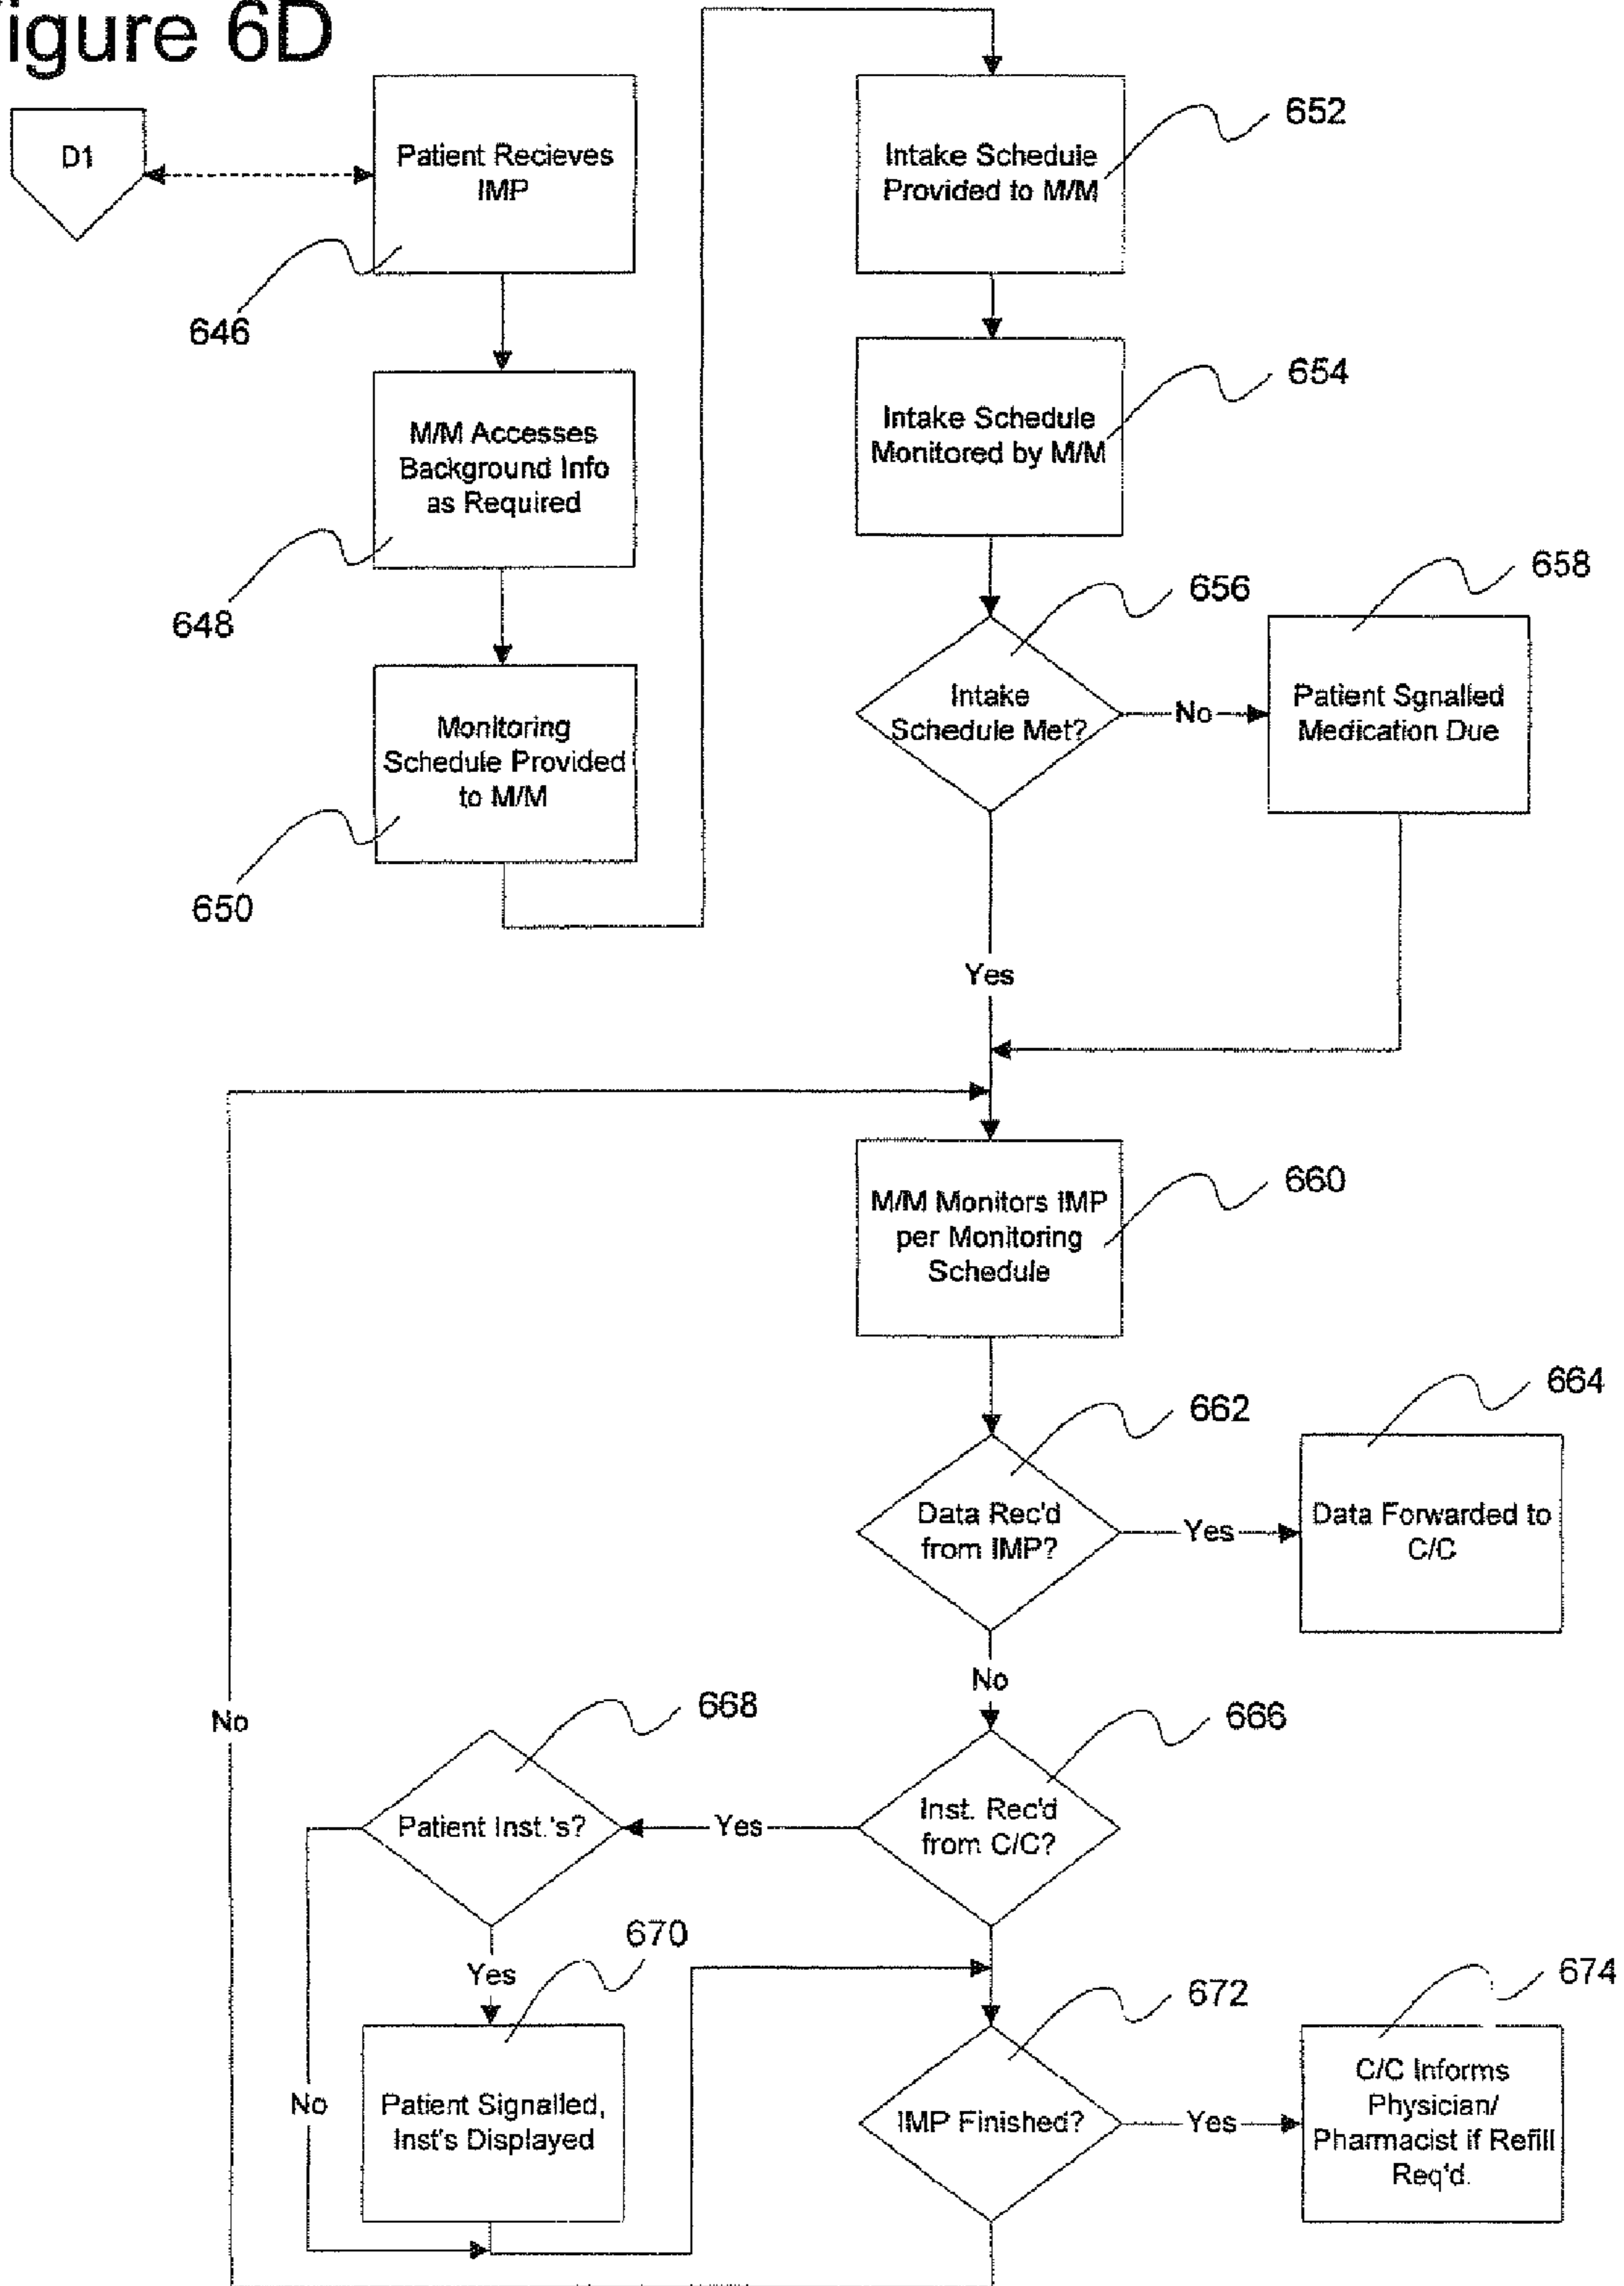 igure 6D
D1
Patient Recieves
IMP
646
M/M Accesses
Background Info
as Required
648
Monitoring
Schedule Provided
to M/M
650
Intake Schedule
Provided to M/M
652
Intake Schedule
Monitored by M/M
654
656
Intake
Schedule Met?
No
658
Patient Sgnalled
Medication Due
Yes
M/M Monitors IMP
per Monitoring
Schedule
660
662
Data Rec'd
from IMP?
Yes
664
Data Forwarded to
C/C
No
No
666
Inst. Rec'd
from C/C?
Yes
668
Patient Inst.'s?
Yes
670
No
Patient Signalled,
Inst's Displayed
672
IMP Finished?
Yes
674
C/C Informs
Physician/
Pharmacist if Refill
Req'd.